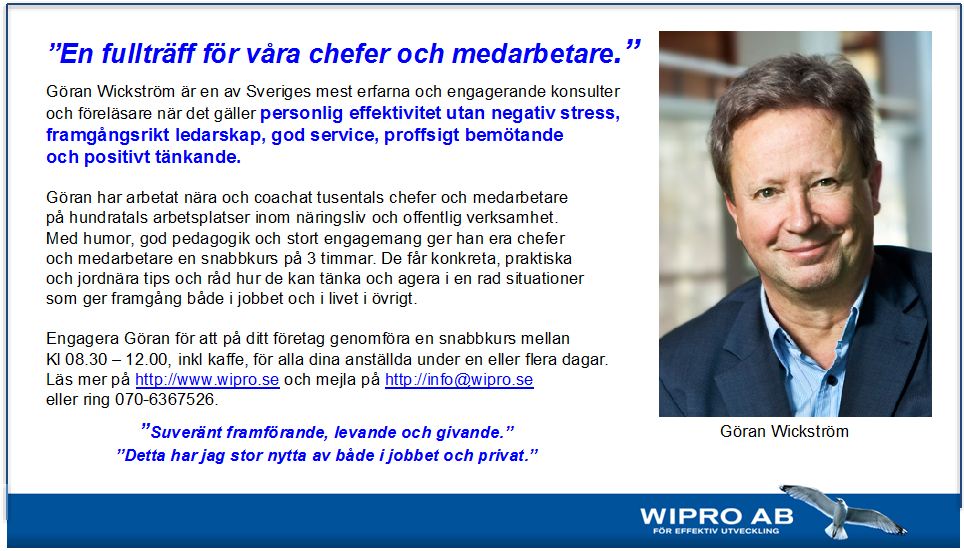 ”En fullträff för våra chefer och medarbetare.”
Göran Wickström är en av Sveriges mest erfarna och engagerande konsulter
och föreläsare när det gäller personlig effektivitet utan negativ stress,
framgångsrikt ledarskap, god service, proffsigt bemötande
och positivt tänkande.
Göran har arbetat nära och coachat tusentals chefer och medarbetare
på hundratals arbetsplatser inom näringsliv och offentlig verksamhet.
Med humor, god pedagogik och stort engagemang ger han era chefer
och medarbetare en snabbkurs på 3 timmar. De får konkreta, praktiska
och jordnära tips och råd hur de kan tänka och agera i en rad situationer
som ger framgång både i jobbet och i livet i övrigt.
Engagera Göran för att på ditt företag genomföra en snabbkurs mellan
Kl 08.30 – 12.00, inkl kaffe, för alla dina anställda under en eller flera dagar.
Läs mer på http://www.wipro.se och mejla på http://info@wipro.se
eller ring 070-6367526.
”Suveränt framförande, levande och givande.”
”Detta har jag stor nytta av både i jobbet och privat.”
Göran Wickström
WIPRO AB
FÖR EFFEKTIV UTVECKLING